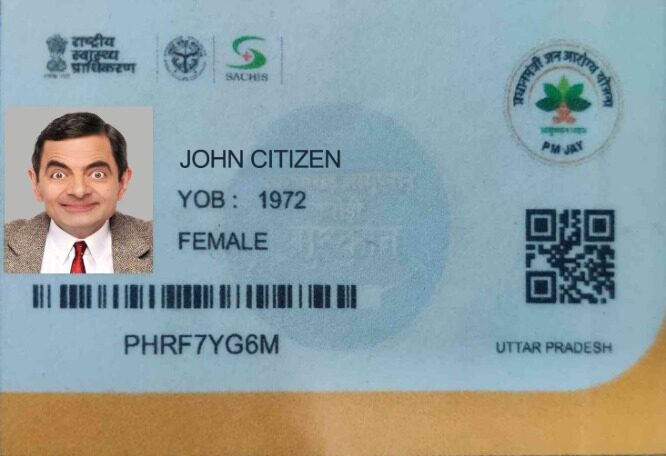 राष्ट्रीय
स्वास्थ्य
प्राधिकरण
SACHIS
प्रधानमंत्री जन आरोग्य योजना
PM-JAY
JOHN CITIZEN
YOB : 1972
FEMALE
PHRF7YG6M
UTTAR PRADESH